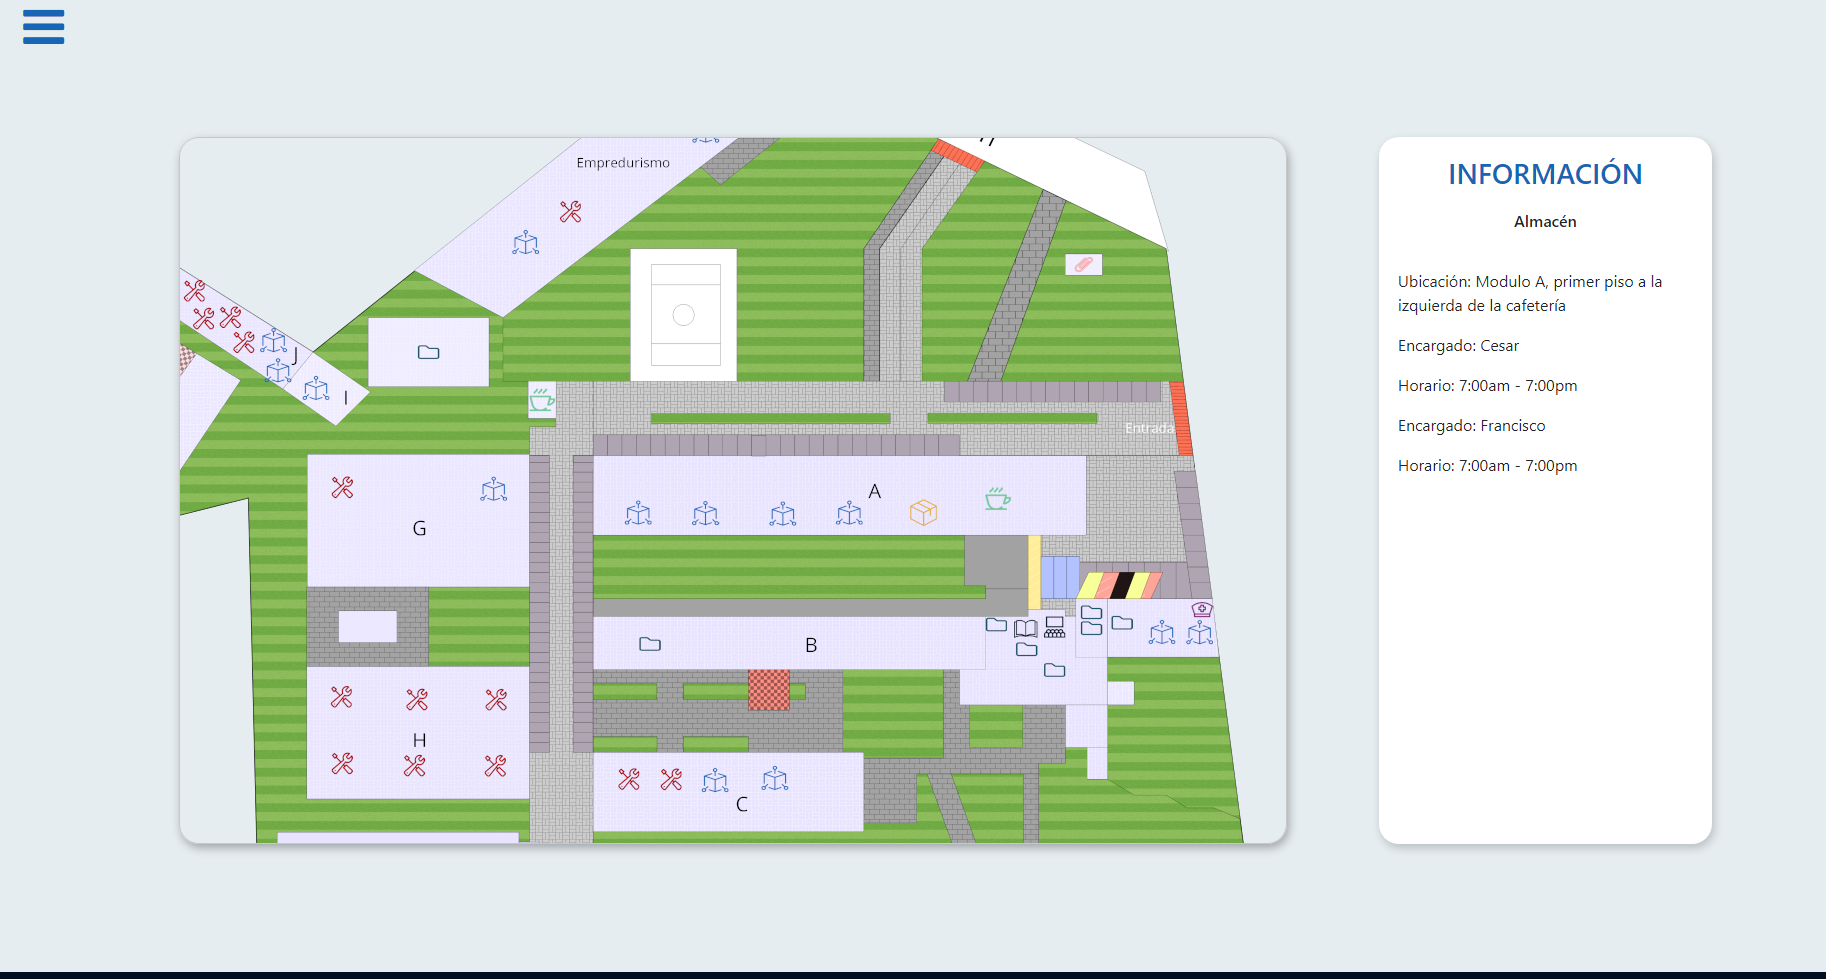 Empredurismo
INFORMACIÓN
Almacén
Ubicación: Modulo A, primer piso a la
izquierda de la cafetería
Encargado: Cesar
Horario: 7:00am - 7:00pm
Encargado: Francisco
Horario: 7:00am - 7:00pm
J
I
Entrada
A
G
B
H
C